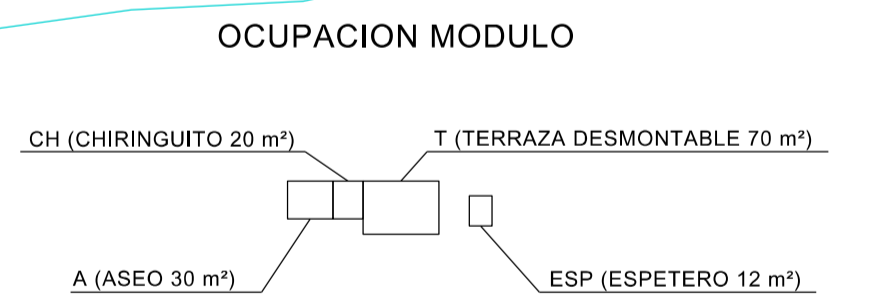 OCUPACION MODULO
CH (CHIRINGUITO 20 m²)
T (TERRAZA DESMONTABLE 70 m²)
A (ASEO 30 m²)
ESP (ESPETERO 12 m²)